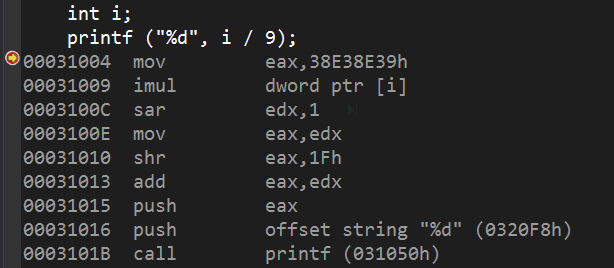 int i;
printf ("%d", i / 9);
00031004 mov eax,38E38E39h
00031009 imul dword ptr [i]
0003100C sar edx,1
0003100E mov eax,edx
00031010 shr eax,1Fh
00031013 add eax,edx
00031015 push eax
00031016 push offset string "%d" (0320F8h)
0003101B call printf (031050h)